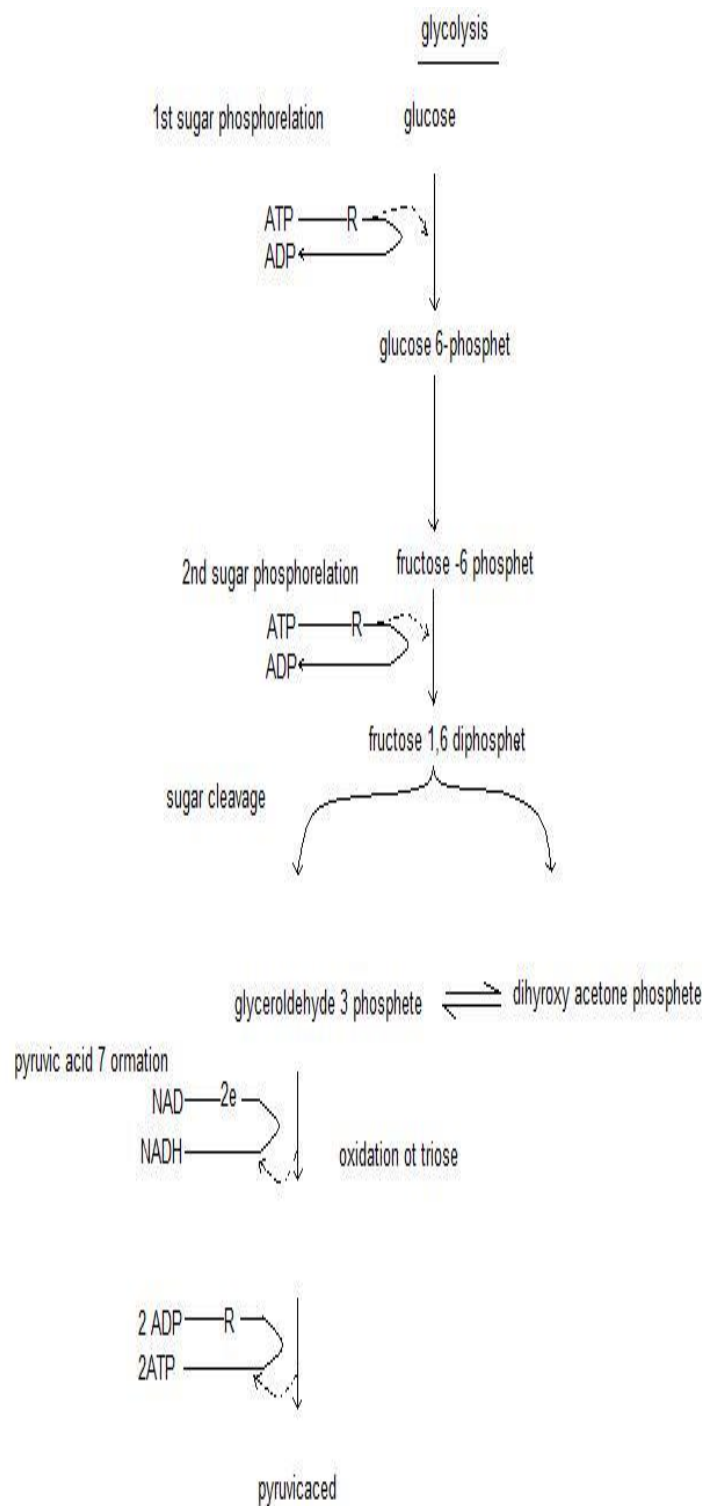 glycolysis
1st sugar phosphorelation
glucose
ATP R
ADP
glucose 6-phosphet
fructose -6 phosphet
2nd sugar phosphorelation
ATP R
ADP
fructose 1,6 diphosphet
sugar cleavage
glyceroldehyde 3 phosphete
dihyroxy acetone phosphete
pyruvic acid 7 ormation
NAD 2e
NADH
oxidation ot triose
2 ADP R
2ATP
pyruvicaced